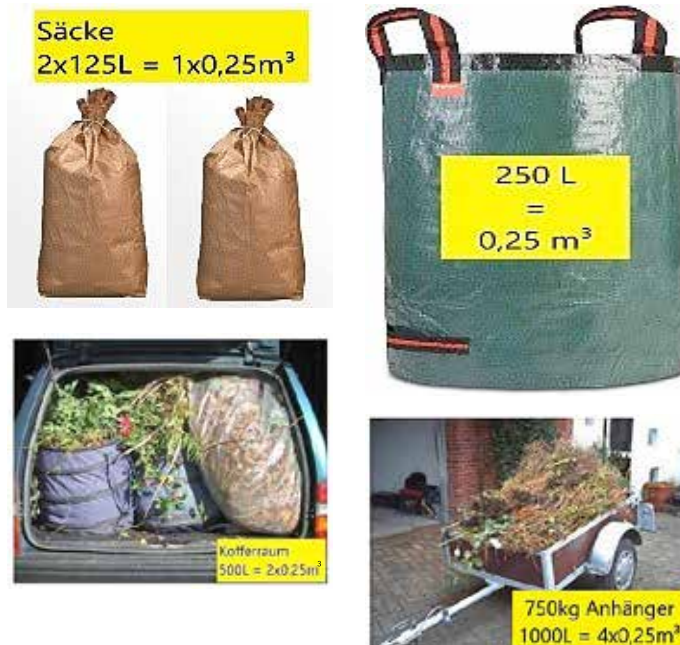 Säcke
2x125L = 1x0,25m³
250 L
=
0,25 m³
Kofferraum
500L = 2x0.25m³
750kg Anhänger
1000L = 4x0,25m³